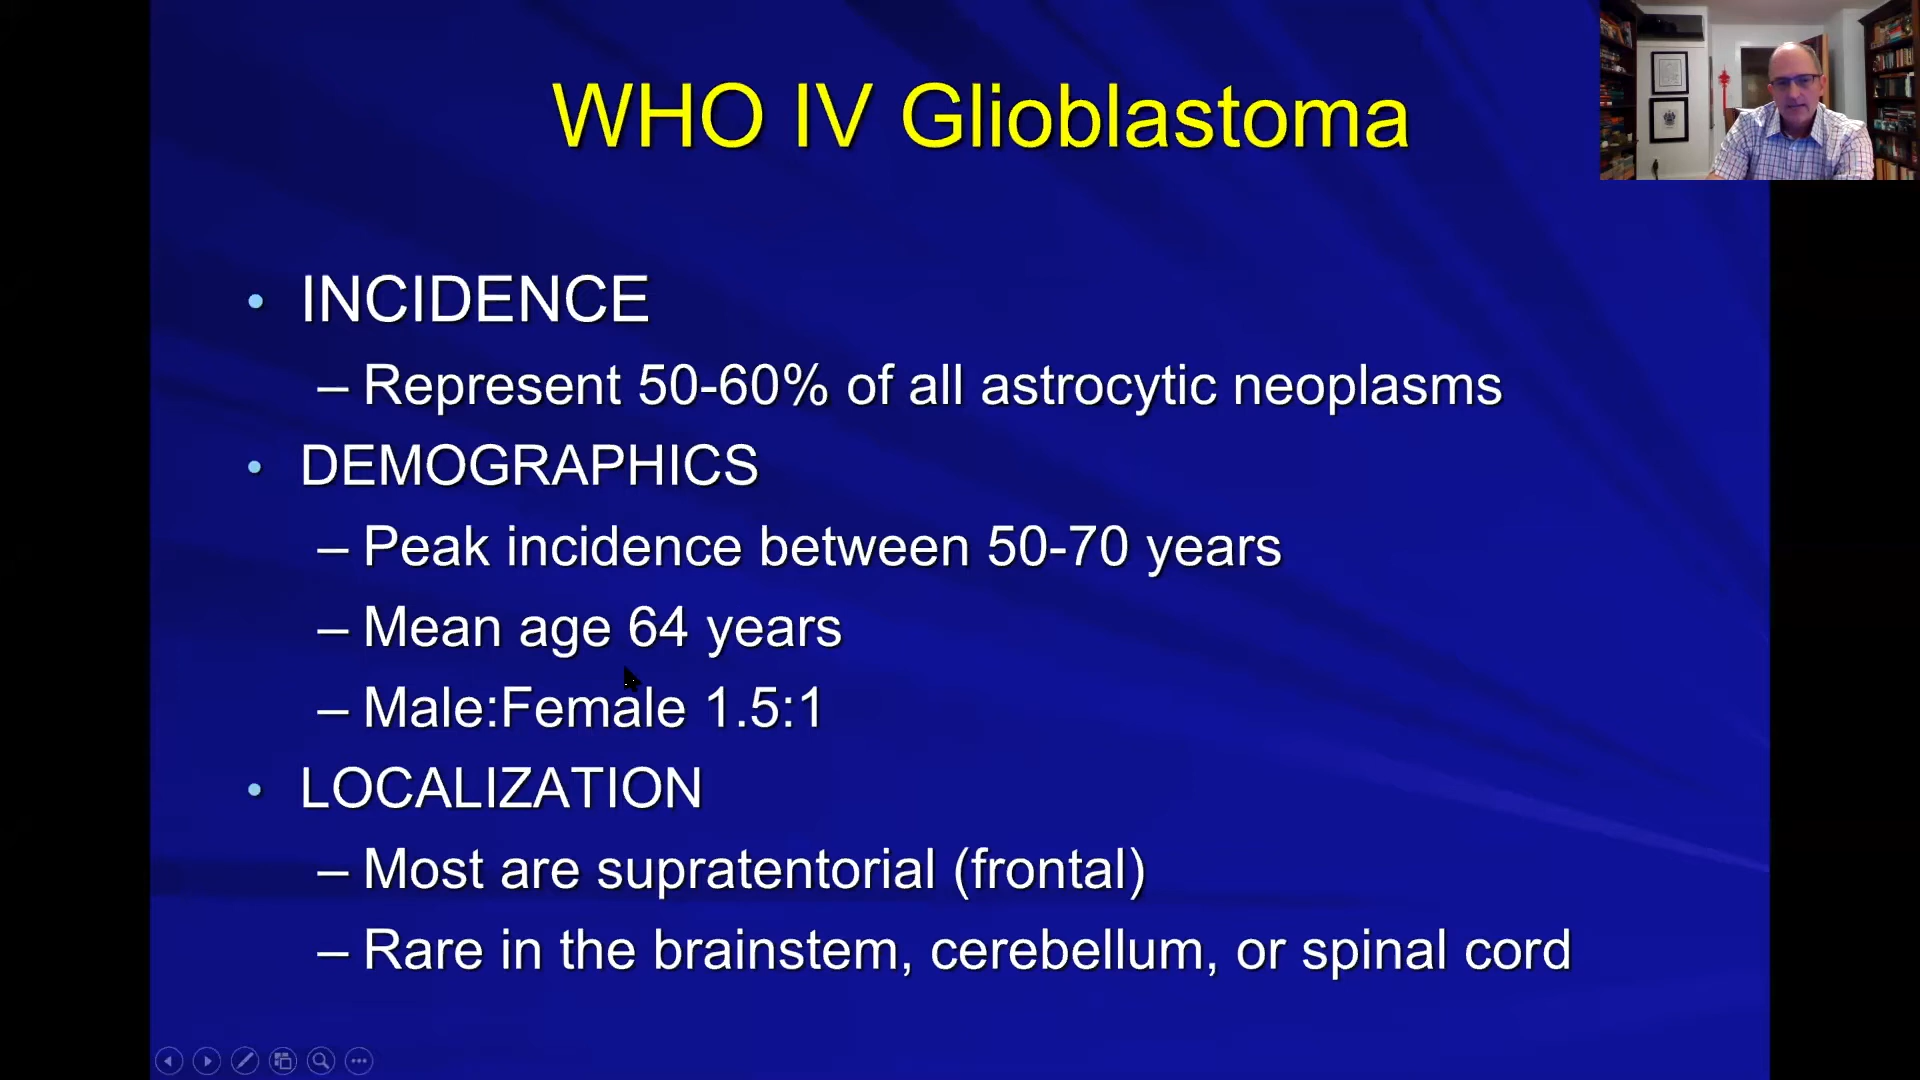 WHO IV Glioblastoma
• INCIDENCE
– Represent 50-60% of all astrocytic neoplasms
• DEMOGRAPHICS
– Peak incidence between 50-70 years
– Mean age 64 years
– Male:Female 1.5:1
• LOCALIZATION
– Most are supratentorial (frontal)
– Rare in the brainstem, cerebellum, or spinal cord